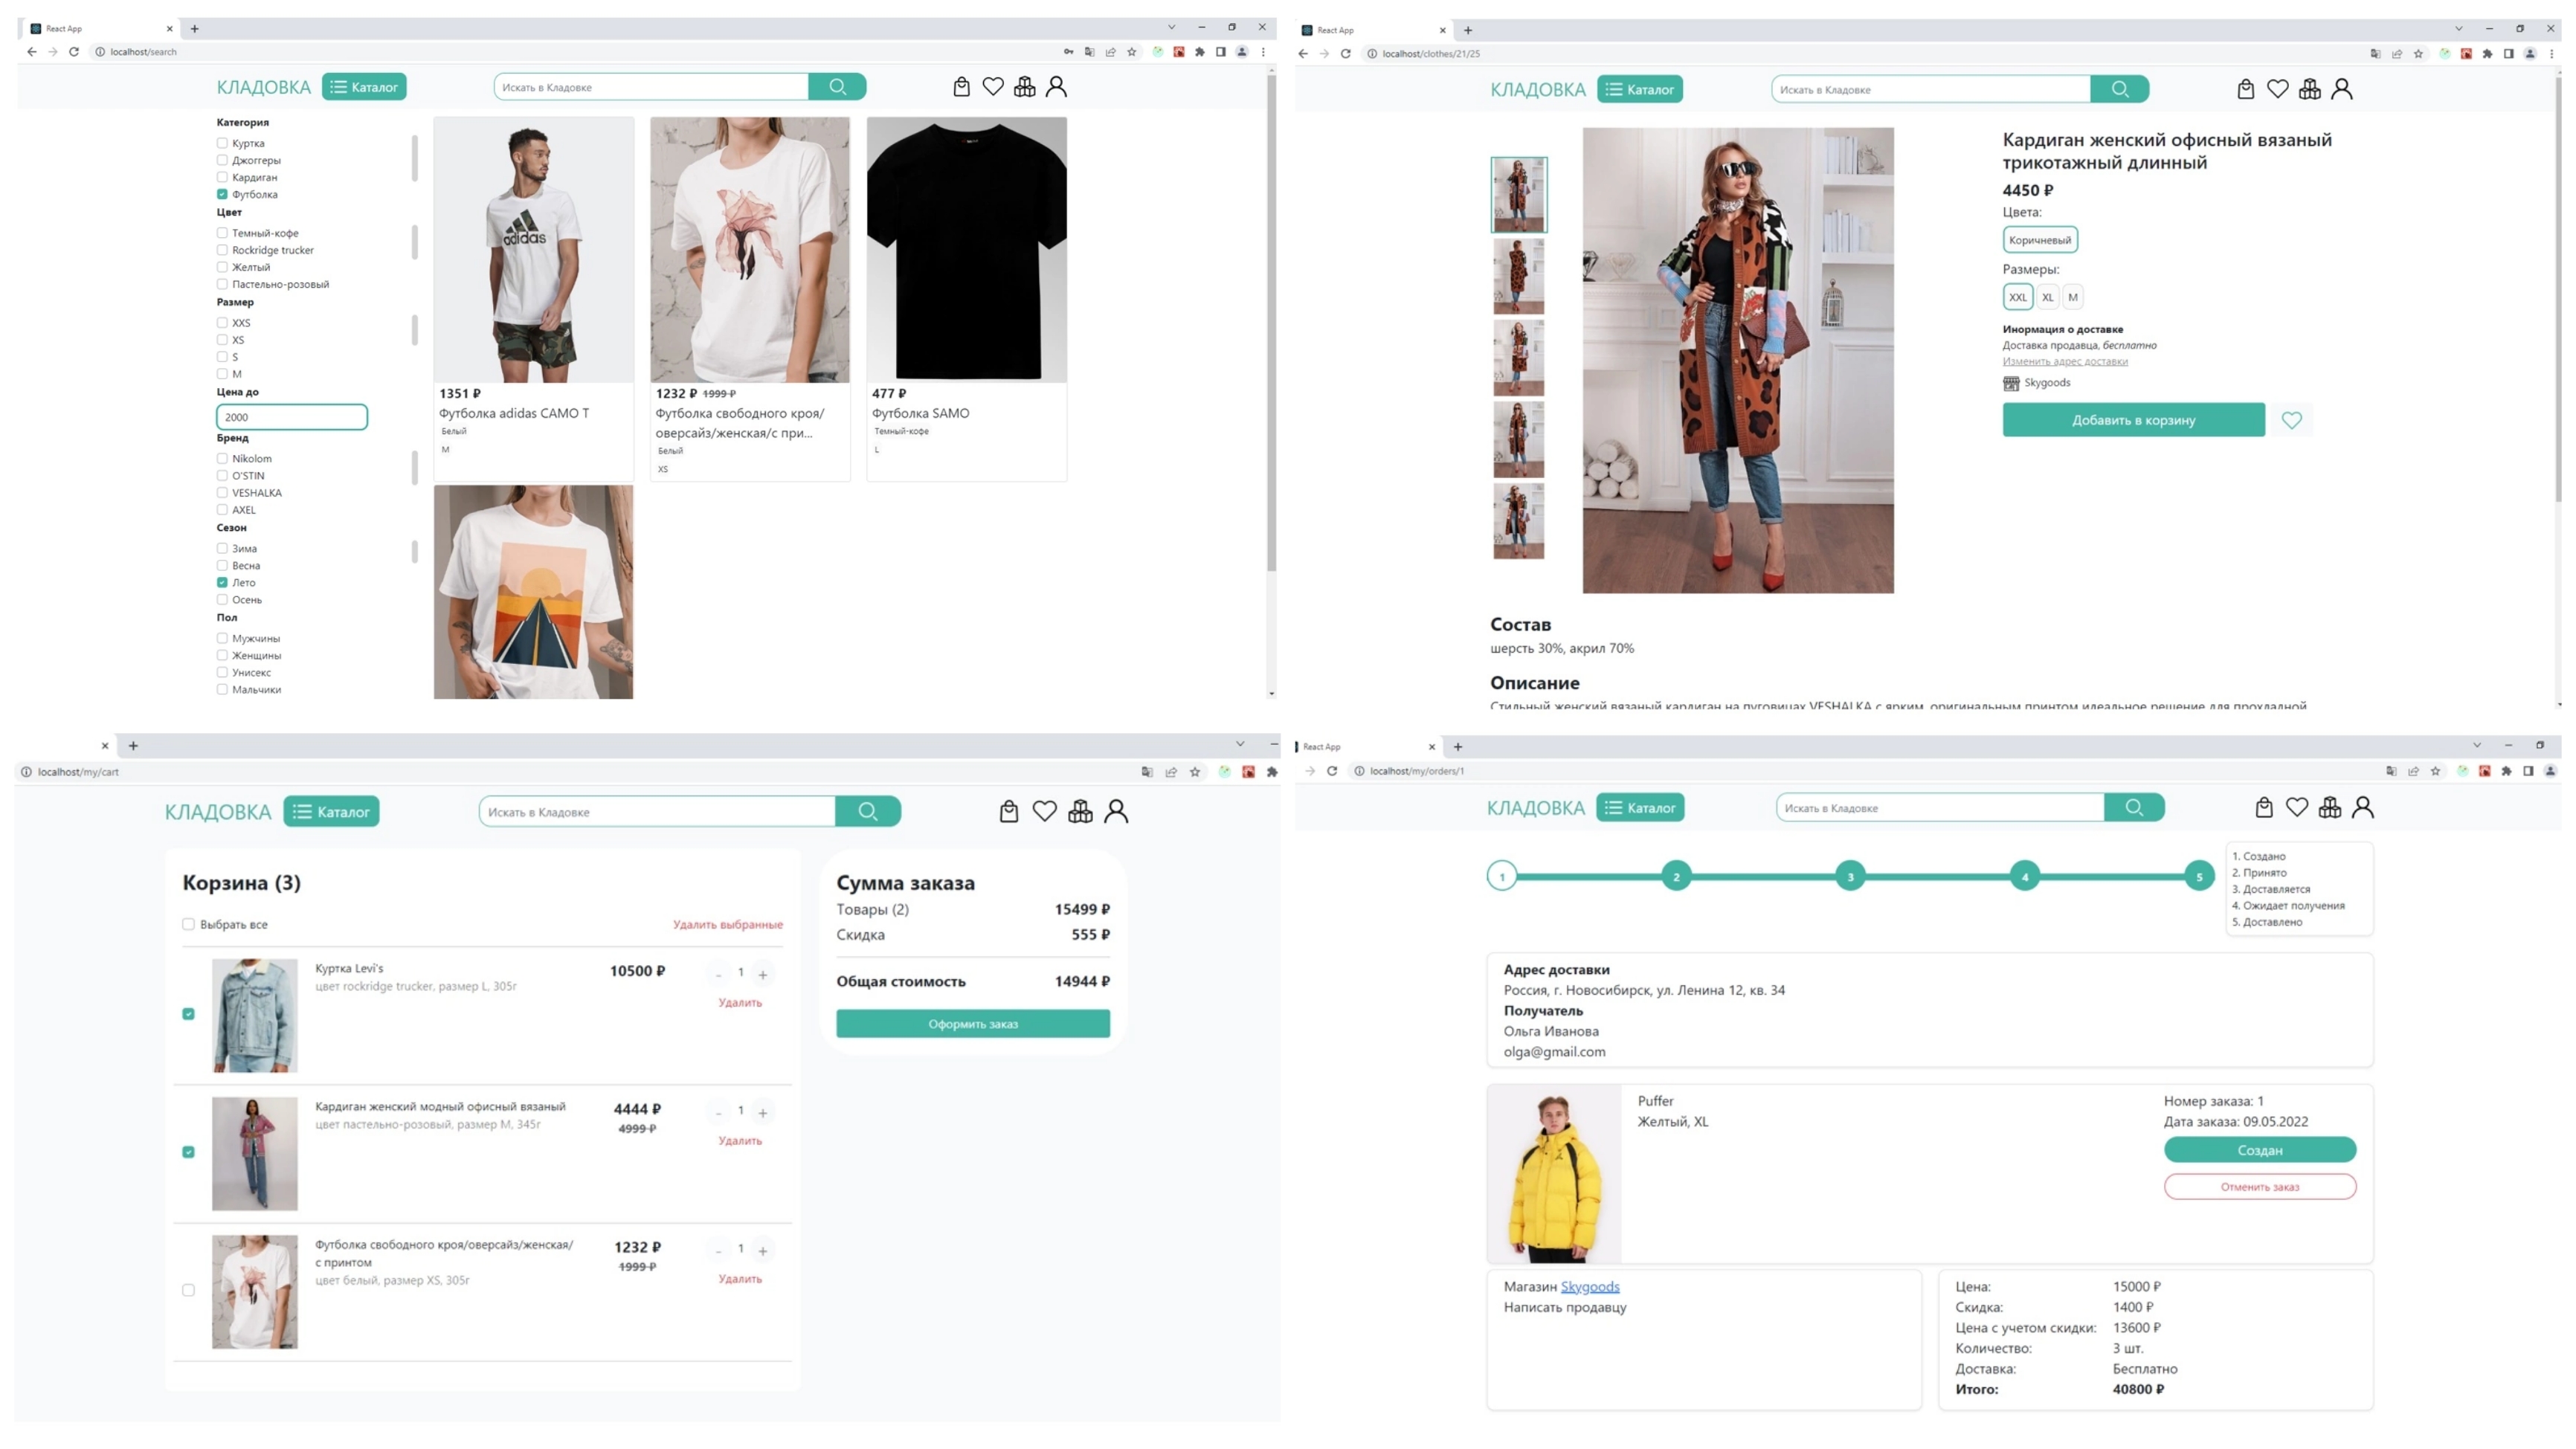 React App
localhost/search
КЛАДОВКА
Каталог
Искать в Кладовке
Категория
Куртка
Джоггеры
Кардиган
Футболка
Цвет
Темный-кофе
Rockridge trucker
Желтый
Пастельно-розовый
Размер
XXS
XS
S
M
Цена до
2000
Бренд
Nikolom
O'STIN
VESHALKA
AXEL
Сезон
Зима
Весна
Лето
Осень
Пол
Мужчины
Женщины
Унисекс
Мальчики
adidas
1351 ₽
Футболка adidas CAMO T
Белый
M
1232 ₽ 1999 ₽
Футболка свободного кроя/
оверсайз/женская/с при...
Белый
XS
477 ₽
Футболка SAMO
Темный-кофе
L
React App
localhost/clothes/21/25
КЛАДОВКА
Каталог
Искать в Кладовке
Кардиган женский офисный вязаный
трикотажный длинный
4450 ₽
Цвета:
Коричневый
Размеры:
XXL XL M
Инормация о доставке
Доставка продавца, бесплатно
Изменить адрес доставки
Skygoods
Добавить в корзину
Состав
шерсть 30%, акрил 70%
Описание
Стильный женский вязаный кардиган на пуговицах VESHALKA с ярким, оригинальным принтом идеальное решение для прохладной
localhost/my/cart
КЛАДОВКА
Каталог
Искать в Кладовке
Корзина (3)
Выбрать все
Удалить выбранные
Куртка Levi's
цвет rockridge trucker, размер L, 305г
10500 ₽
- 1 +
Удалить
Кардиган женский модный офисный вязаный
цвет пастельно-розовый, размер M, 345г
4444 ₽
4999 ₽
- 1 +
Удалить
Футболка свободного кроя/оверсайз/женская/
с принтом
цвет белый, размер XS, 305г
1232 ₽
1999 ₽
- 1 +
Удалить
Сумма заказа
Товары (2) 15499 ₽
Скидка 555 ₽
Общая стоимость 14944 ₽
Оформить заказ
React App
localhost/my/orders/1
КЛАДОВКА
Каталог
Искать в Кладовке
1 2 3 4 5
1. Создано
2. Принято
3. Доставляется
4. Ожидает получения
5. Доставлено
Адрес доставки
Россия, г. Новосибирск, ул. Ленина 12, кв. 34
Получатель
Ольга Иванова
olga@gmail.com
Puffer
Желтый, XL
Номер заказа: 1
Дата заказа: 09.05.2022
Создан
Отменить заказ
Магазин Skygoods
Написать продавцу
Цена: 15000 ₽
Скидка: 1400 ₽
Цена с учетом скидки: 13600 ₽
Количество: 3 шт.
Доставка: Бесплатно
Итого: 40800 ₽